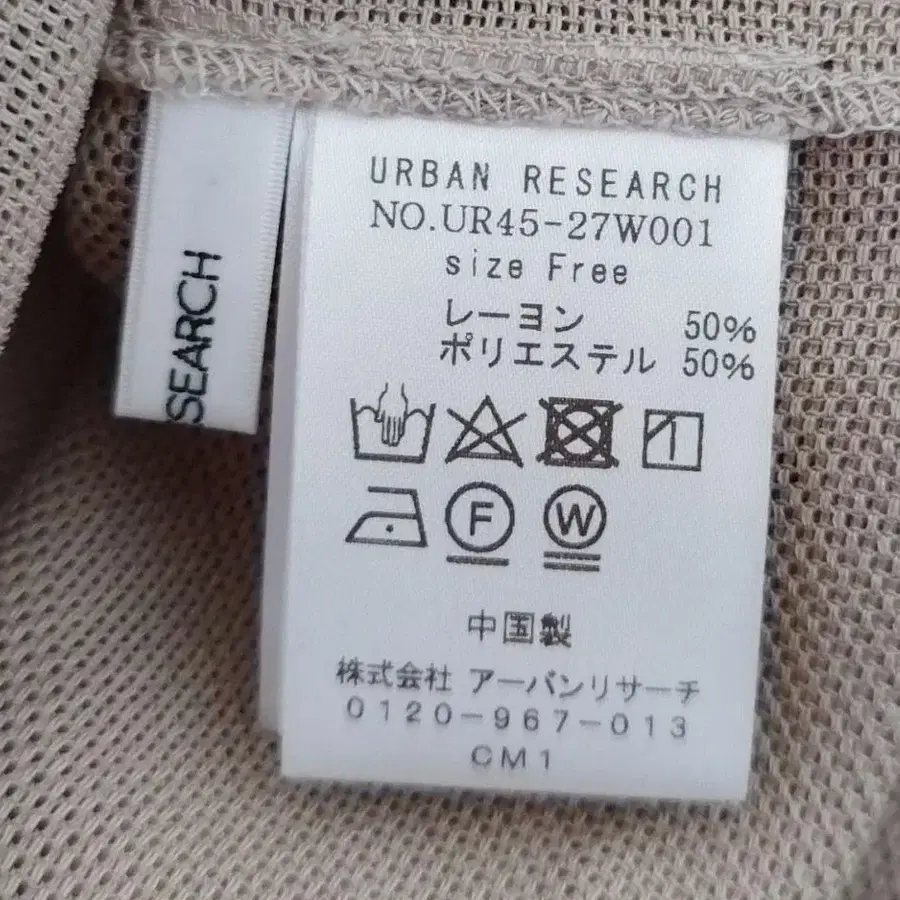 SEARCH
URBAN RESEARCH
NO.UR45-27W001
size Free
レーヨン 50%
ポリエステル 50%
F W
中国製
株式会社 アーバンリサーチ
0120-967-013
CM1